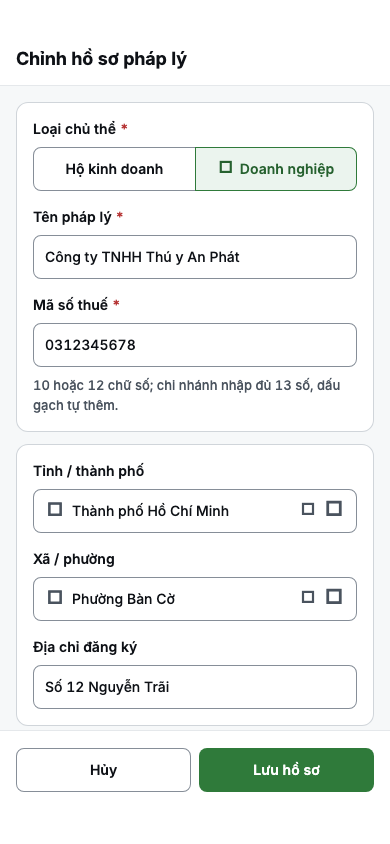 Chỉnh hồ sơ pháp lý
Loại chủ thể *
Hộ kinh doanh
Doanh nghiệp
Tên pháp lý *
Công ty TNHH Thú y An Phát
Mã số thuế *
0312345678
10 hoặc 12 chữ số; chi nhánh nhập đủ 13 số, dấu
gạch tự thêm.
Tỉnh / thành phố
Thành phố Hồ Chí Minh
Xã / phường
Phường Bàn Cờ
Địa chỉ đăng ký
Số 12 Nguyễn Trãi
Hủy
Lưu hồ sơ